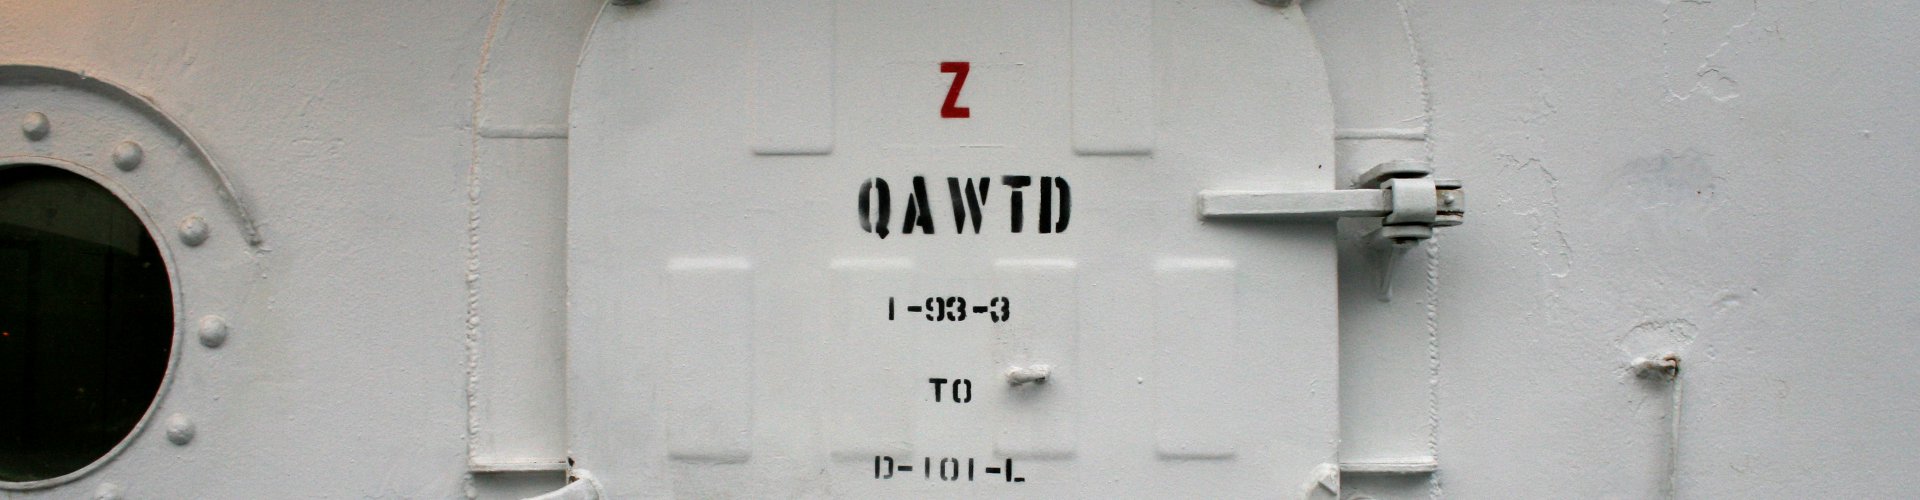 Z
QAWTD
1-93-3
TO
D-101-L